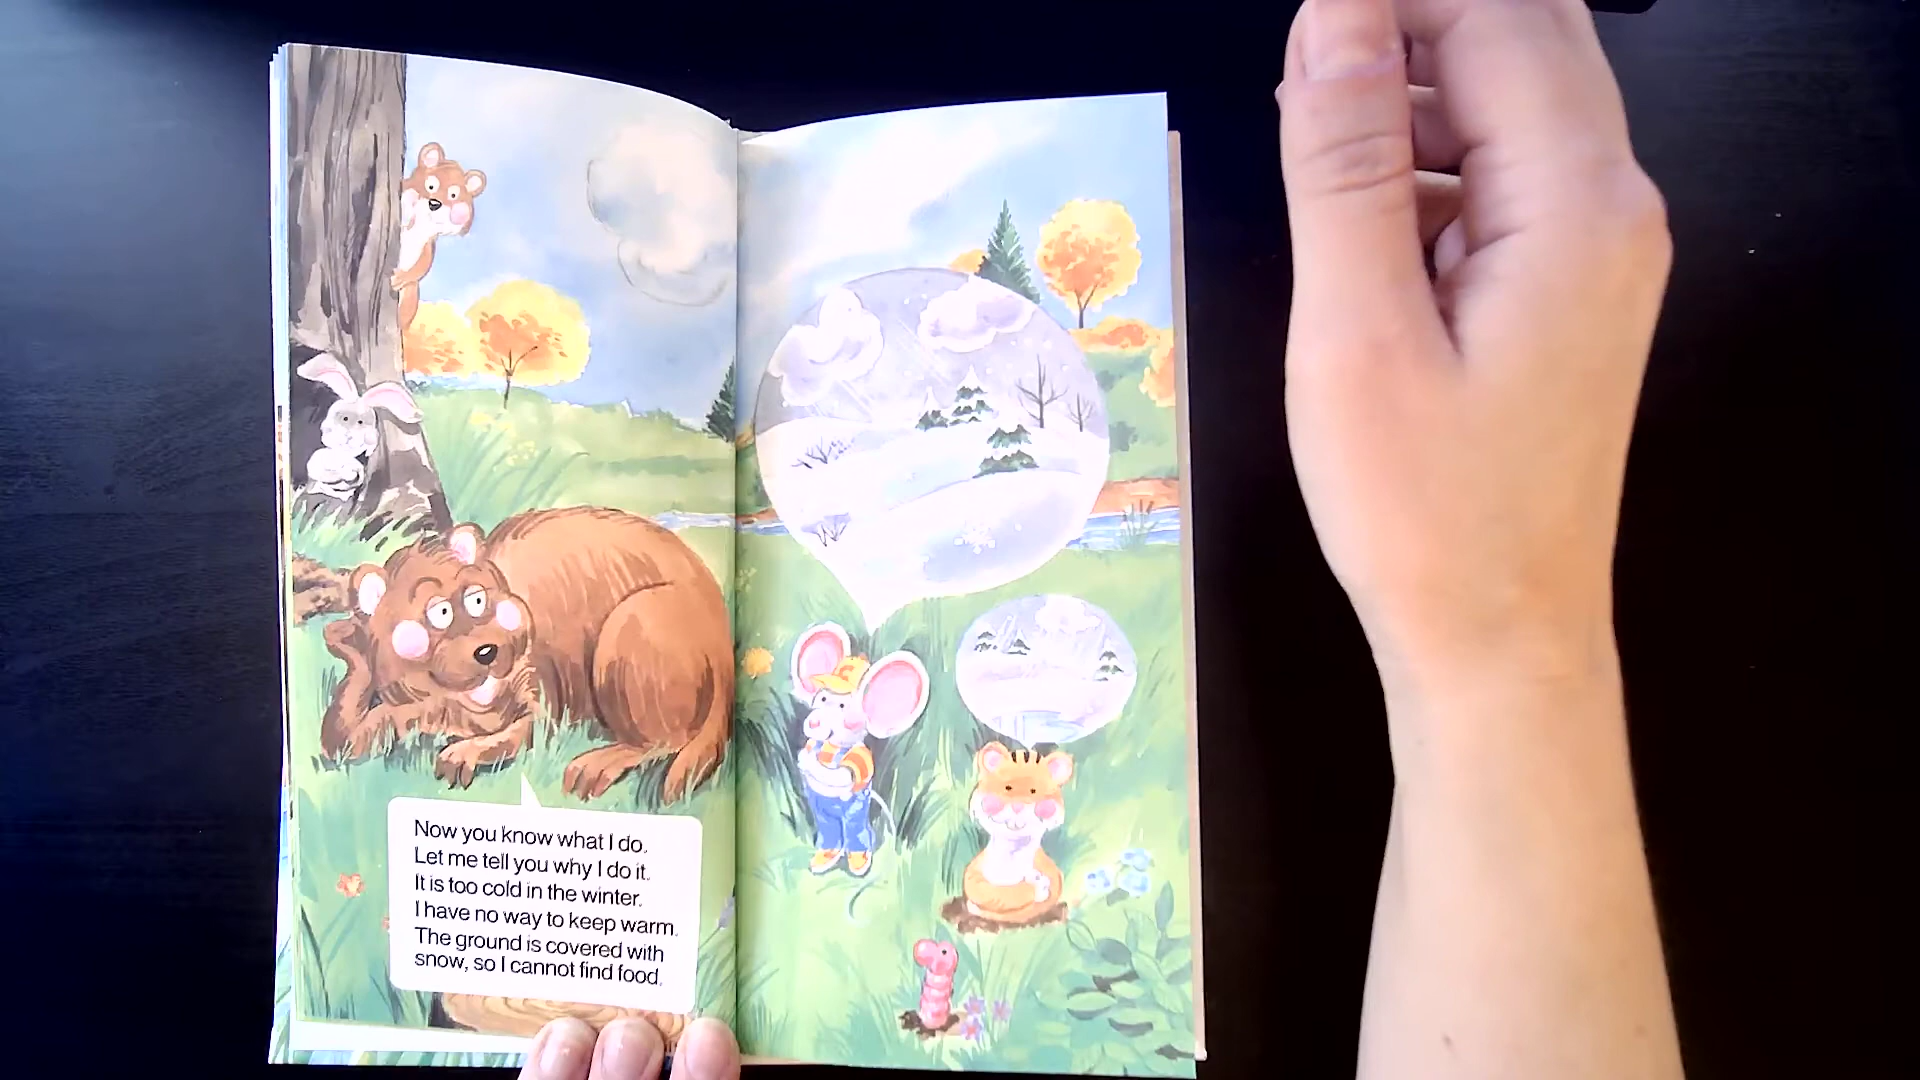 Now you know what I do.
Let me tell you why I do it.
It is too cold in the winter.
I have no way to keep warm.
The ground is covered with
snow, so I cannot find food.